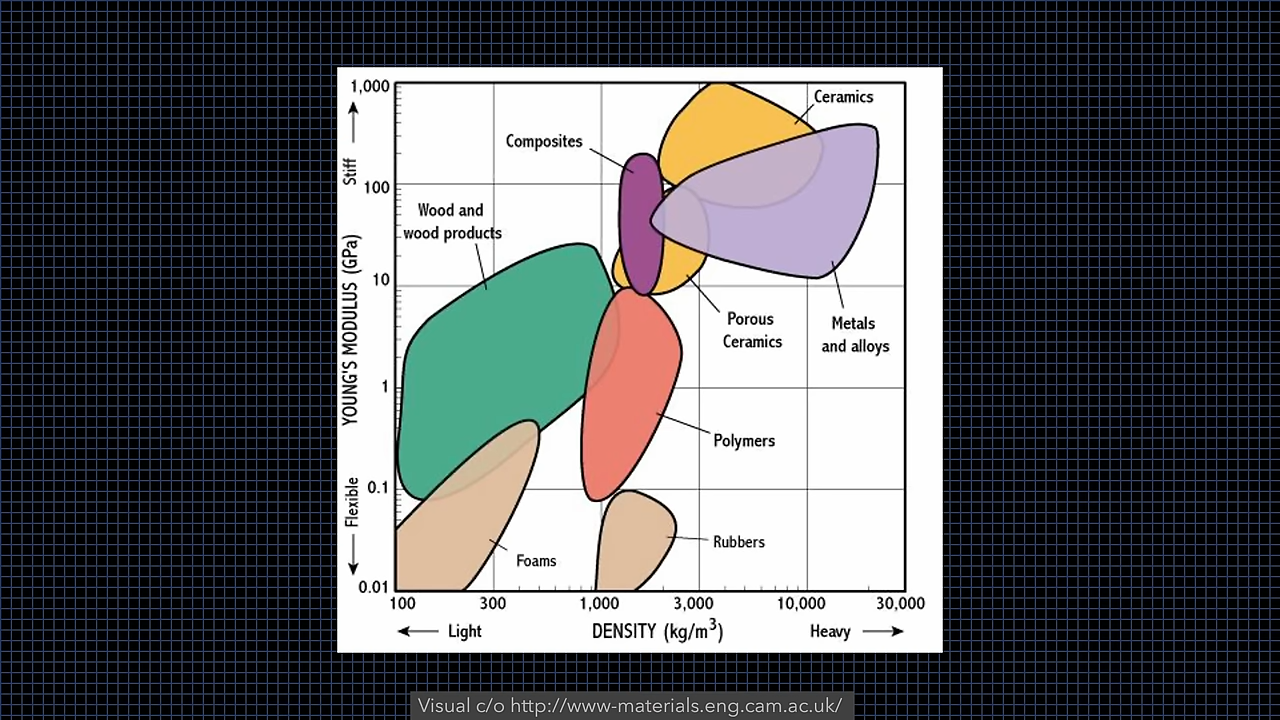 1,000
100
10
1
0.1
0.01
Stiff
YOUNG'S MODULUS (GPa)
Flexible
Ceramics
Composites
Wood and
wood products
Porous
Ceramics
Metals
and alloys
Polymers
Foams
Rubbers
100 300 1,000 3,000 10,000 30,000
Light DENSITY (kg/m³) Heavy
Visual c/o http://www-materials.eng.cam.ac.uk/